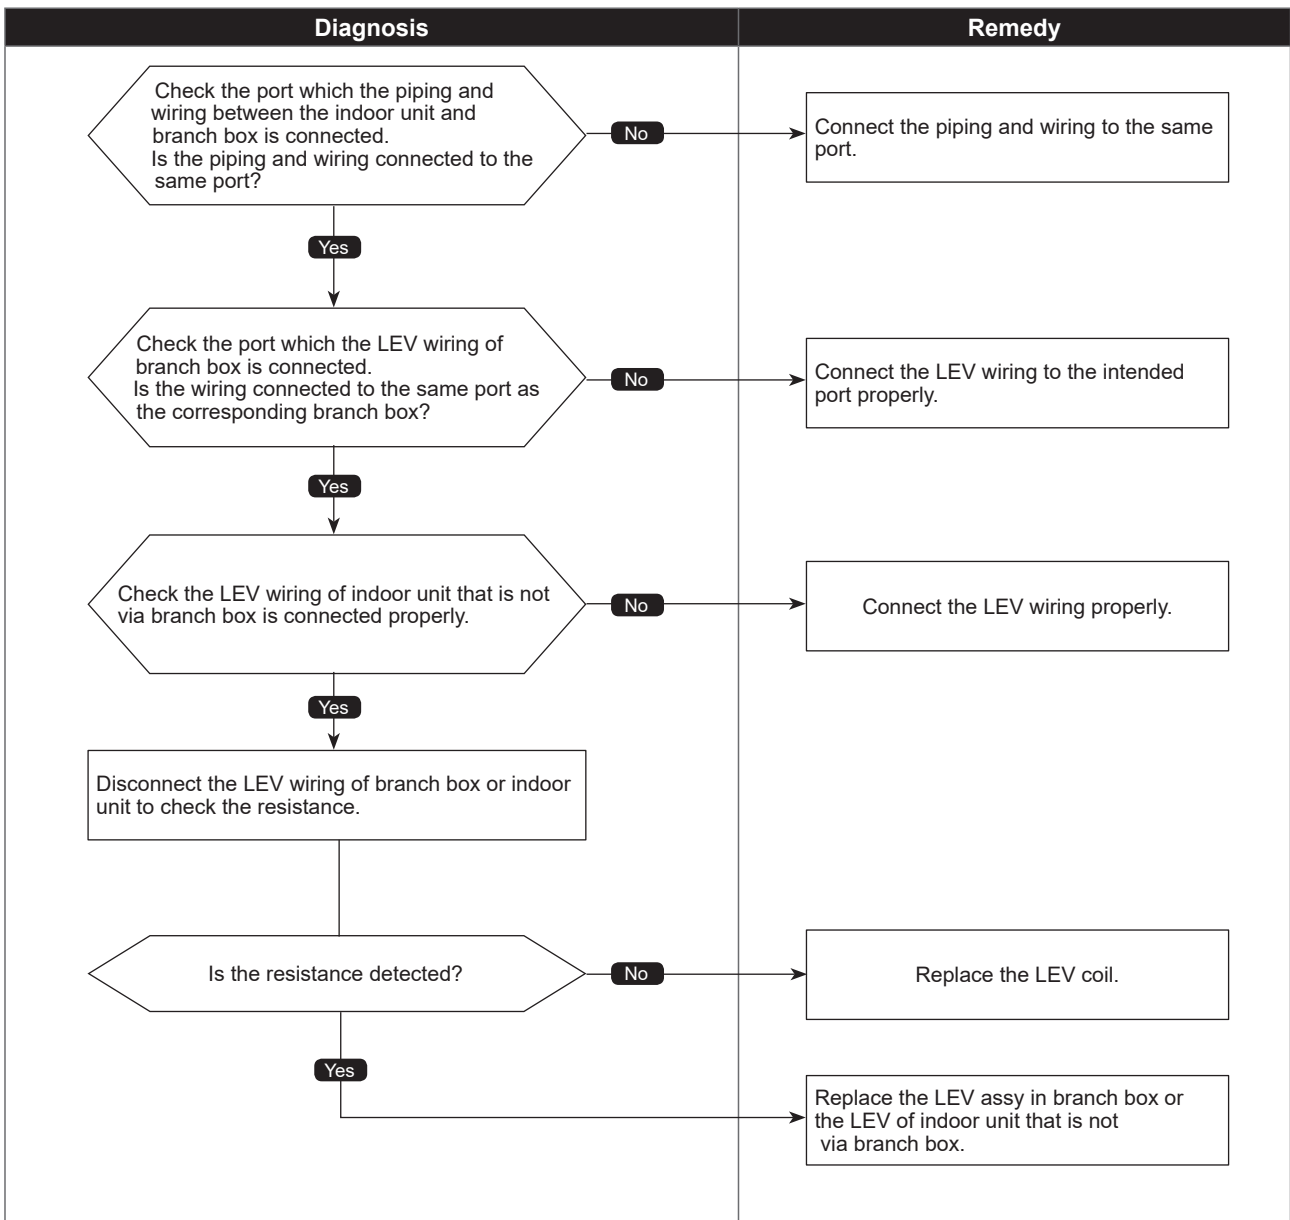 Diagnosis
Remedy
Check the port which the piping and
wiring between the indoor unit and
branch box is connected.
Is the piping and wiring connected to the
same port?
No
Connect the piping and wiring to the same
port.
Yes
Check the port which the LEV wiring of
branch box is connected.
Is the wiring connected to the same port as
the corresponding branch box?
No
Connect the LEV wiring to the intended
port properly.
Yes
Check the LEV wiring of indoor unit that is not
via branch box is connected properly.
No
Connect the LEV wiring properly.
Yes
Disconnect the LEV wiring of branch box or indoor
unit to check the resistance.
Is the resistance detected?
No
Replace the LEV coil.
Yes
Replace the LEV assy in branch box or
the LEV of indoor unit that is not
via branch box.